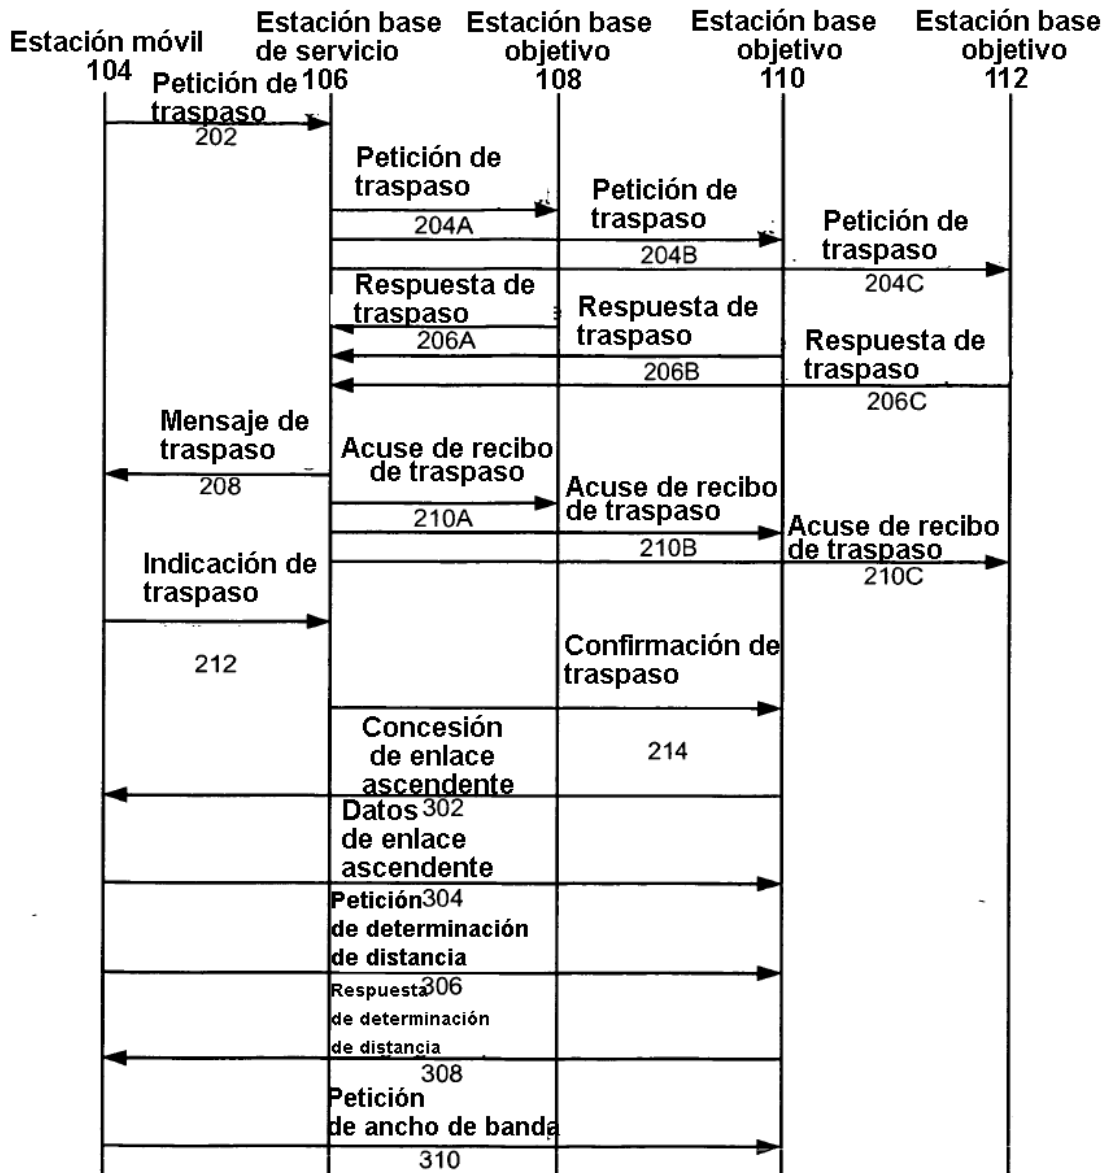 Estación móvil
104
Estación base
de servicio
106
Estación base
objetivo
108
Estación base
objetivo
110
Estación base
objetivo
112
Petición de
traspaso
202
Petición de
traspaso
204A
Petición de
traspaso
204B
Petición de
traspaso
204C
Respuesta de
traspaso
206A
Respuesta de
traspaso
206B
Respuesta de
traspaso
206C
Mensaje de
traspaso
208
Acuse de recibo
de traspaso
210A
Acuse de recibo
de traspaso
210B
Acuse de recibo
de traspaso
210C
Indicación de
traspaso
212
Confirmación de
traspaso
214
Concesión
de enlace
ascendente
302
Datos
de enlace
ascendente
304
Petición
de determinación
de distancia
306
Respuesta
de determinación
de distancia
308
Petición
de ancho de banda
310